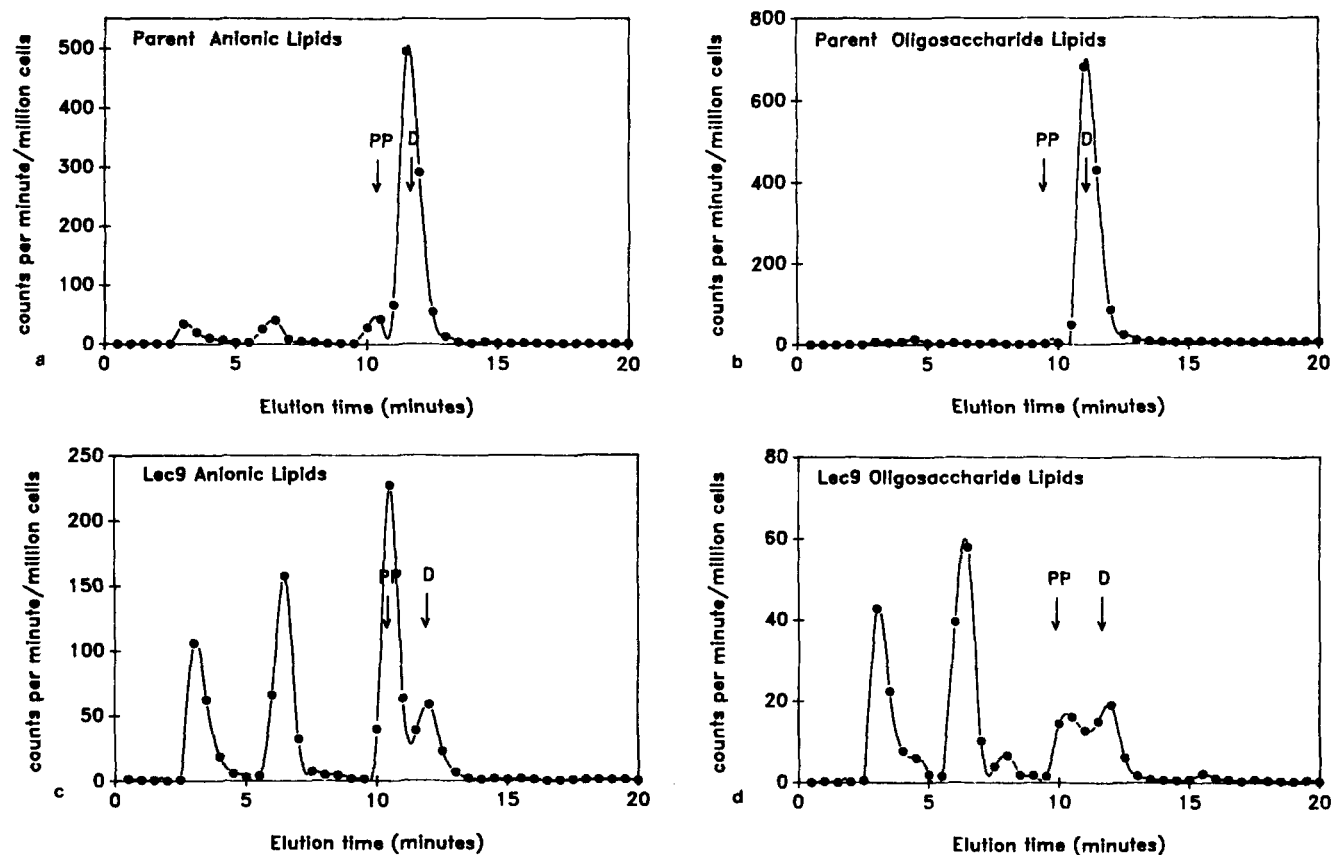 Parent Anionic Lipids
counts per minute/million cells
500
400
300
200
100
0
PP D
0 5 10 15 20
a
Elution time (minutes)
Parent Oligosaccharide Lipids
counts per minute/million cells
800
600
400
200
0
PP D
0 5 10 15 20
b
Elution time (minutes)
Lec9 Anionic Lipids
counts per minute/million cells
250
200
150
100
50
0
PP D
0 5 10 15 20
c
Elution time (minutes)
Lec9 Oligosaccharide Lipids
counts per minute/million cells
80
60
40
20
0
PP D
0 5 10 15 20
d
Elution time (minutes)